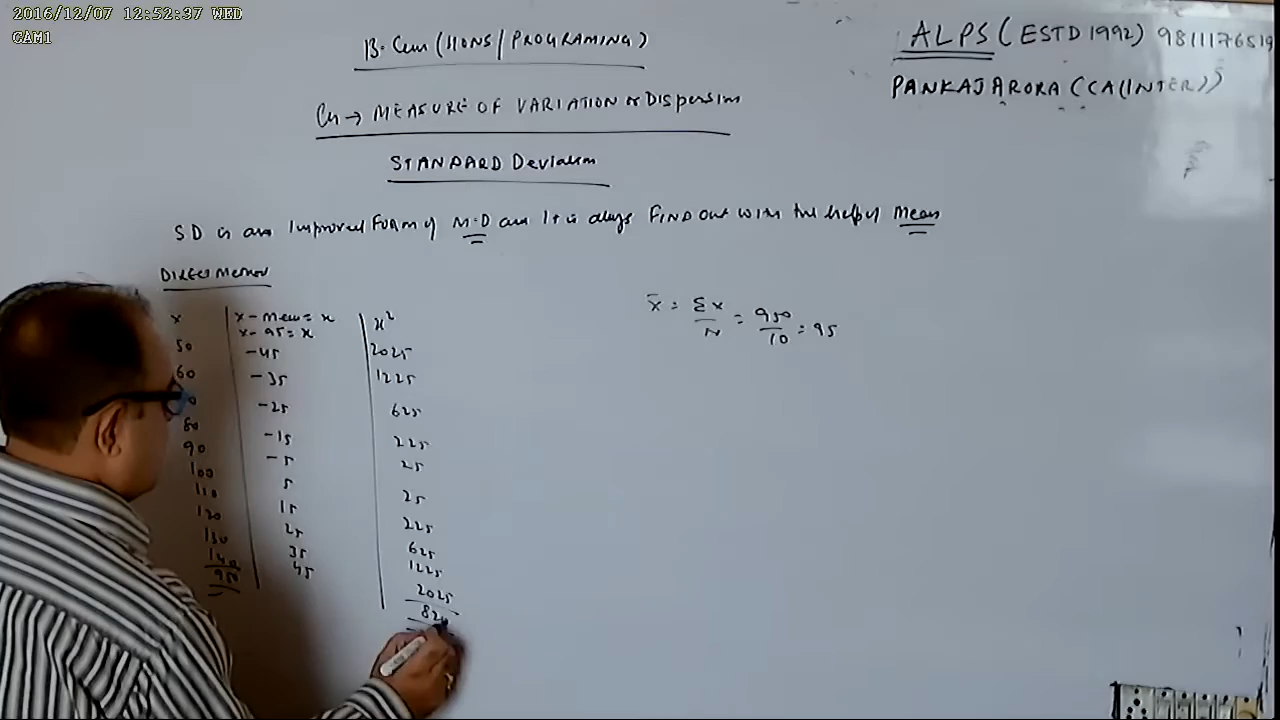 2016/12/07 12:52:37 WED
CAM1
B. Com (HONS / PROGRAMING)
ALPS (ESTD 1992) 9811176519
PANKAJ ARORA (CA (INTER))
Ch → MEASURE OF VARIATION or Dispersion
STANDARD Deviation
SD is an Improved Form of M.D and It is always FIND out with the help of Mean
DIRECT METHOD
x | x - mean = x | x²
x - 95 = x
50 -45 2025
60 -35 1225
-25 625
80 -15 225
90 -5 25
100 5 25
110 15 225
120 25 625
130 35 1225
140 45 2025
950
x̄ = Σx / N = 950 / 10 = 95